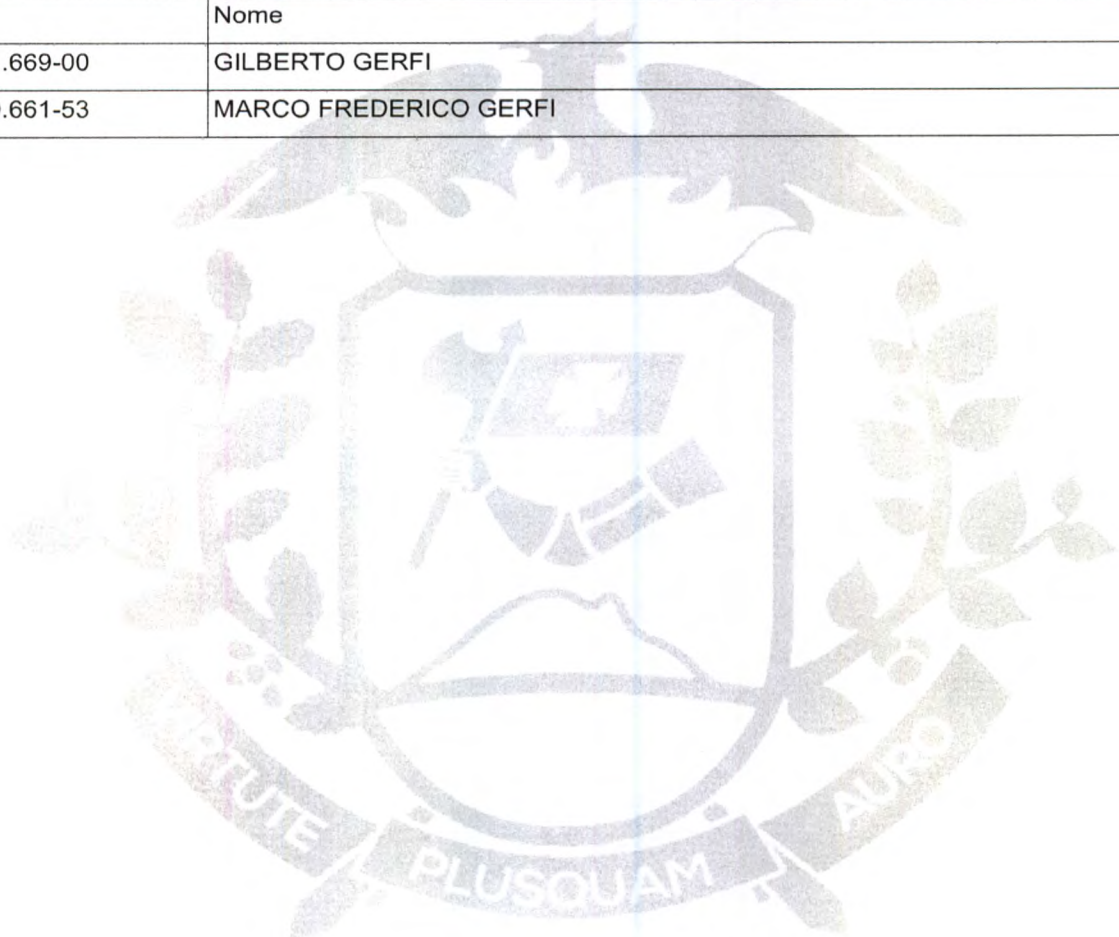 Nome
.669-00 GILBERTO GERFI
.661-53 MARCO FREDERICO GERFI
VIRTUTE PLUSQUAM AURO